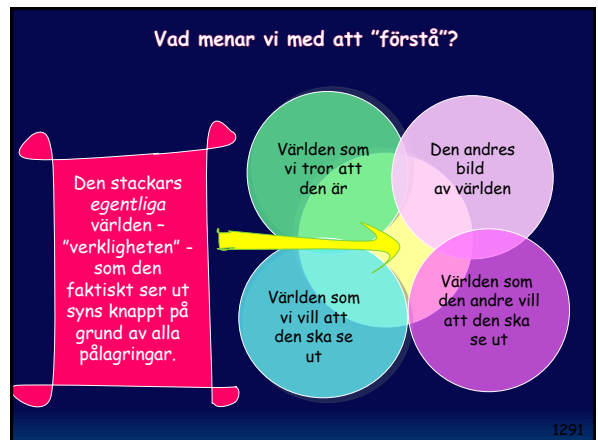 Vad menar vi med att ”förstå”?
Den stackars
egentliga
världen –
”verkligheten” -
som den
faktiskt ser ut
syns knappt på
grund av alla
pålagringar.
Världen som
vi tror att
den är
Den andres
bild
av världen
Världen som
vi vill att
den ska se
ut
Världen som
den andre vill
att den ska
se ut
1291